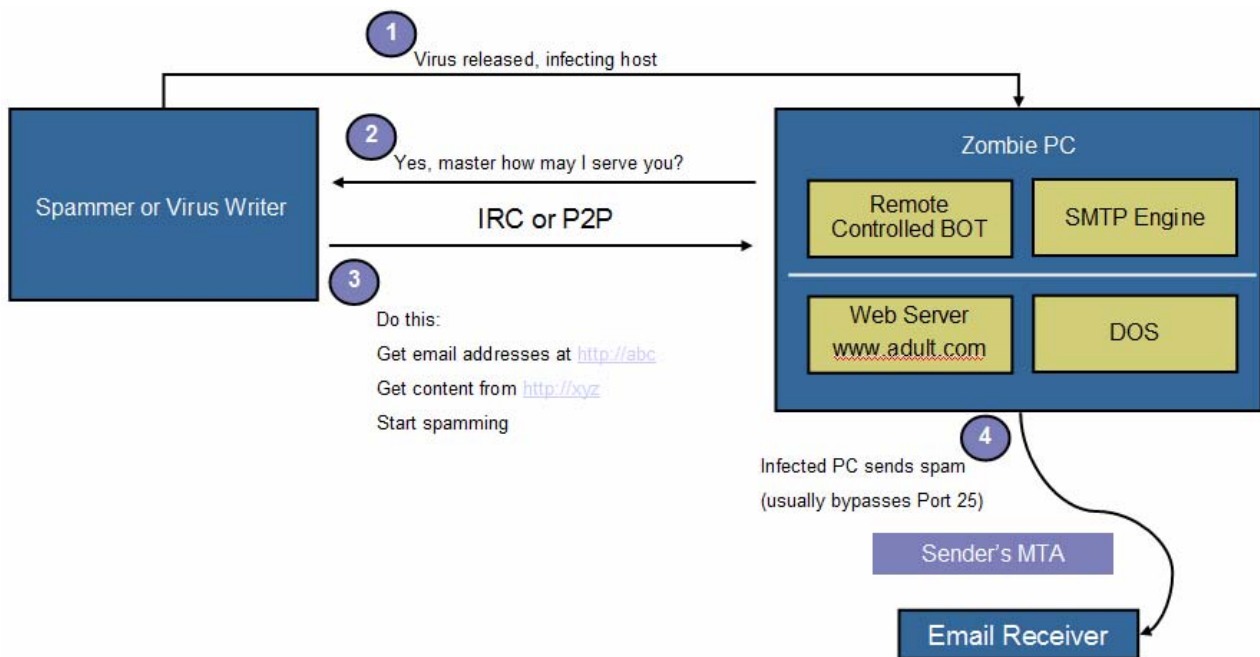 1
Virus released, infecting host
2
Yes, master how may I serve you?
Spammer or Virus Writer
IRC or P2P
3
Do this:
Get email addresses at http://abc
Get content from http://xyz
Start spamming
Zombie PC
Remote
Controlled BOT
SMTP Engine
Web Server
www.adult.com
DOS
4
Infected PC sends spam
(usually bypasses Port 25)
Sender's MTA
Email Receiver